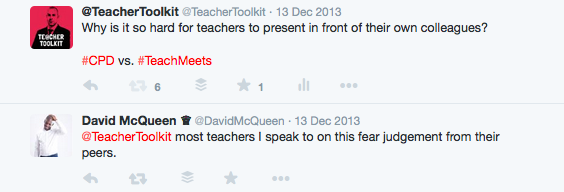 @TeacherToolkit @TeacherToolkit · 13 Dec 2013
Why is it so hard for teachers to present in front of their own colleagues?
#CPD vs. #TeachMeets
6 1
TEACHER
TOOLKIT
David McQueen ♛ @DavidMcQueen · 13 Dec 2013
@TeacherToolkit most teachers I speak to on this fear judgement from their
peers.